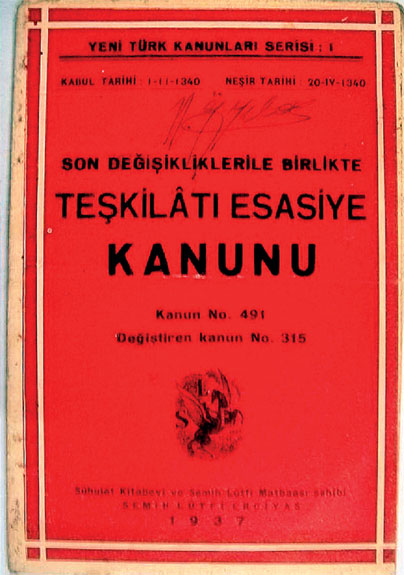 YENİ TÜRK KANUNLARI SERİSİ : 1
KABUL TARİHİ : 1-11-1340 NEŞİR TARİHİ : 20-IV-1340
SON DEĞİŞİKLİKLERİLE BİRLİKTE
TEŞKİLÂTI ESASİYE
KANUNU
Kanun No. 491
Değiştiren kanun No. 315
Sühulet Kitabevi ve Semih Lûtfi Matbaası sahibi
SEMİH LÛTFİ ERCİYAS
1937